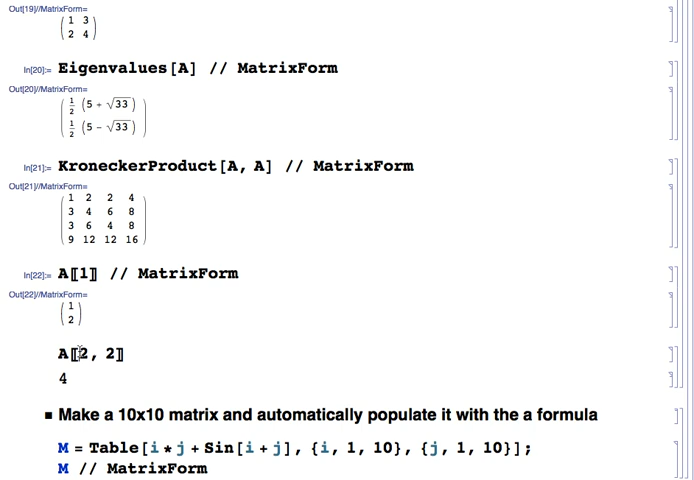 Out[19]//MatrixForm=
1 3
2 4
In[20]:= Eigenvalues[A] // MatrixForm
Out[20]//MatrixForm=
1/2 (5 + √33)
1/2 (5 − √33)
In[21]:= KroneckerProduct[A, A] // MatrixForm
Out[21]//MatrixForm=
1 2 2 4
3 4 6 8
3 6 4 8
9 12 12 16
In[22]:= A〚1〛 // MatrixForm
Out[22]//MatrixForm=
1
2
A〚2, 2〛
4
▪ Make a 10x10 matrix and automatically populate it with the a formula
M = Table[i * j + Sin[i + j], {i, 1, 10}, {j, 1, 10}];
M // MatrixForm